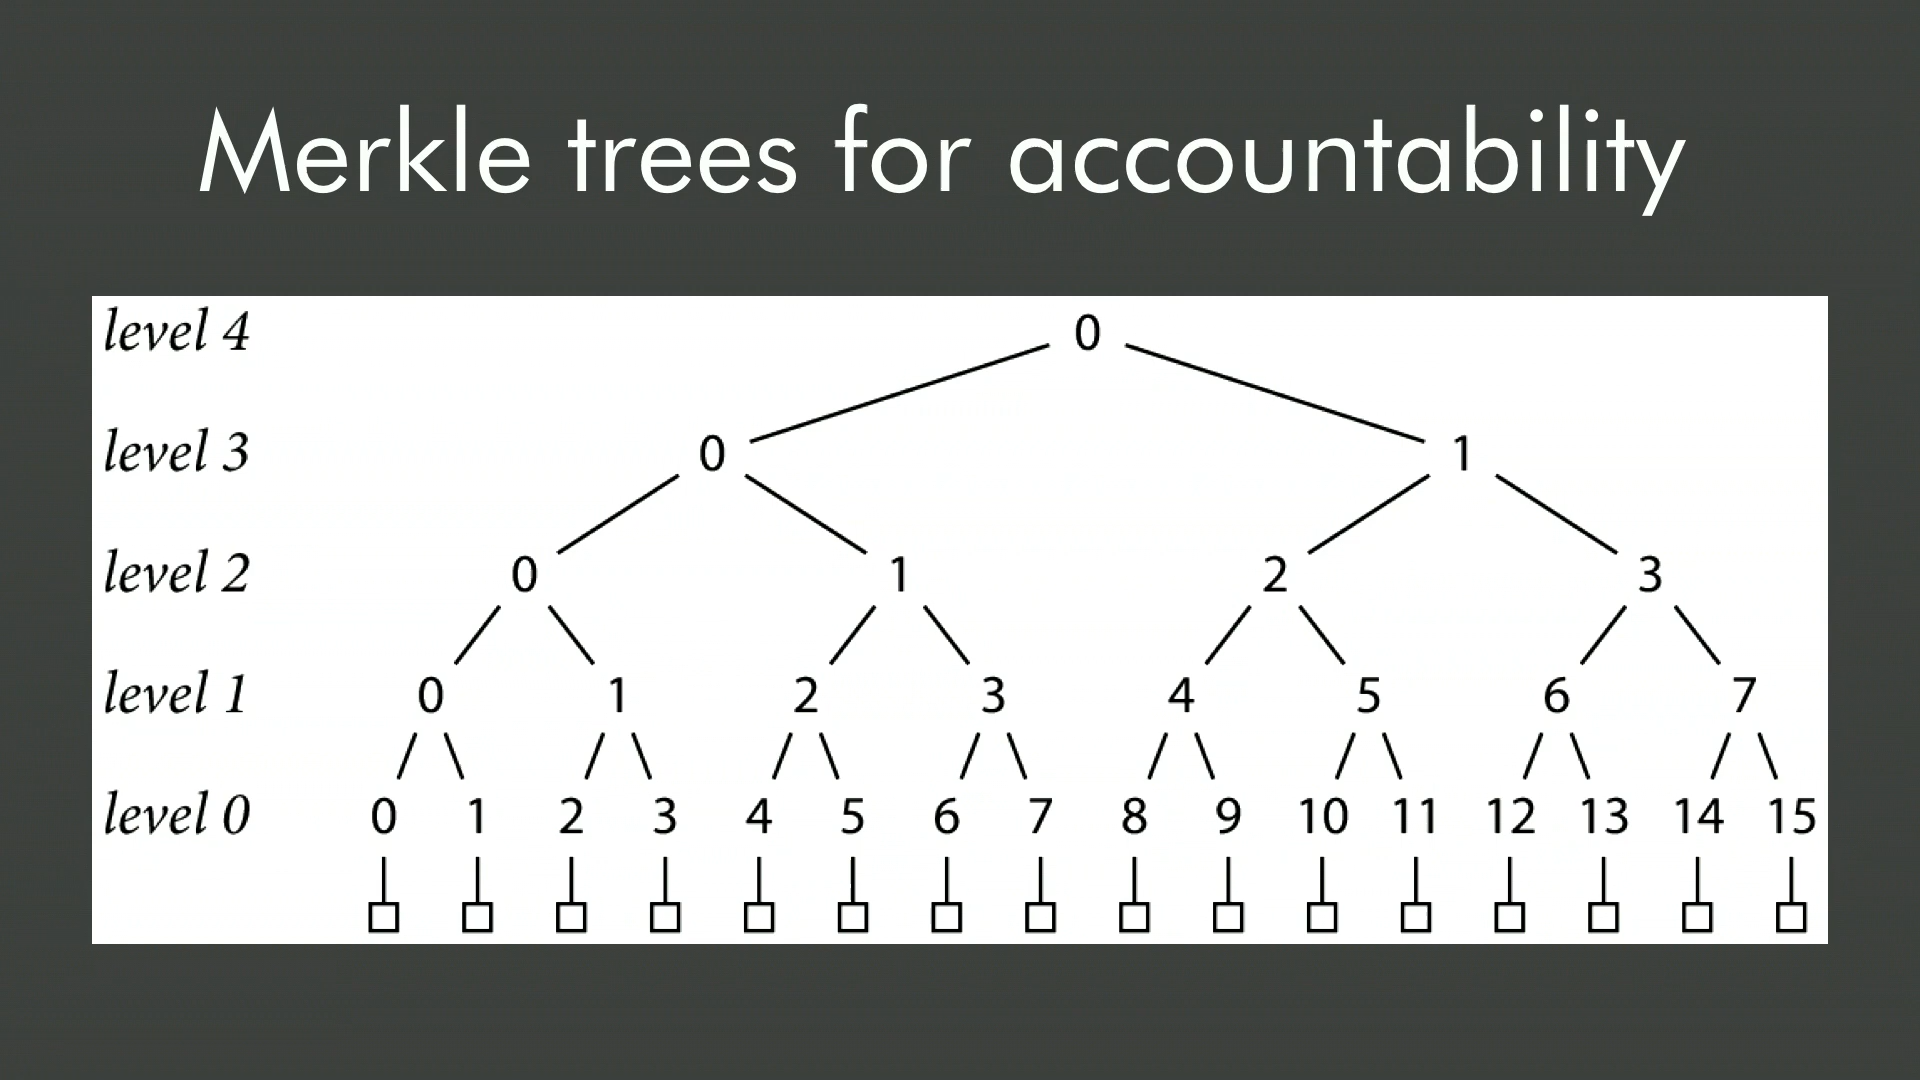 Merkle trees for accountability
level 4 0
level 3 0 1
level 2 0 1 2 3
level 1 0 1 2 3 4 5 6 7
level 0 0 1 2 3 4 5 6 7 8 9 10 11 12 13 14 15